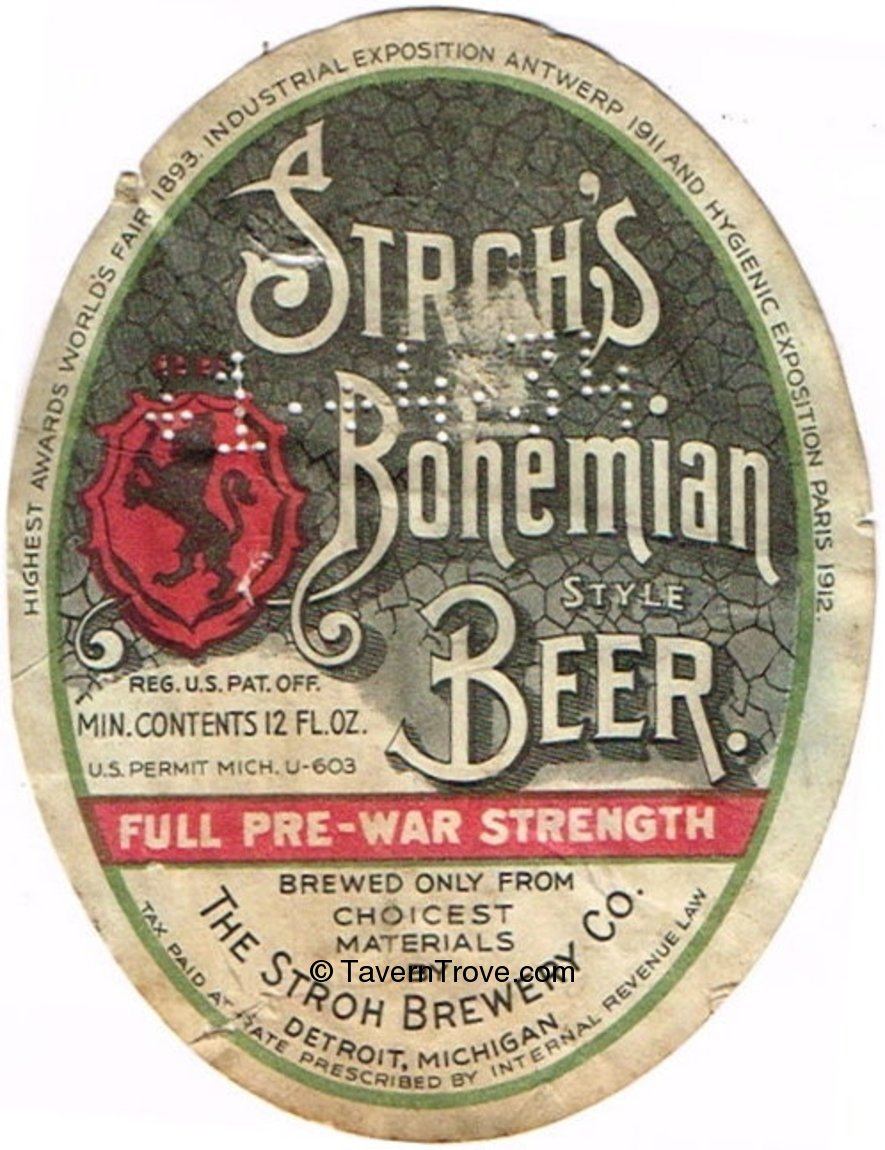 HIGHEST AWARDS WORLD'S FAIR 1893. INDUSTRIAL EXPOSITION ANTWERP 1911 AND HYGIENIC EXPOSITION PARIS 1912.
STROH'S
Bohemian
STYLE
BEER.
REG. U.S. PAT. OFF.
MIN. CONTENTS 12 FL. OZ.
U.S. PERMIT MICH. U-603
FULL PRE-WAR STRENGTH
BREWED ONLY FROM
CHOICEST
MATERIALS
BY
© TavernTrove.com
THE STROH BREWERY CO.
DETROIT, MICHIGAN
TAX PAID AT RATE PRESCRIBED BY INTERNAL REVENUE LAW